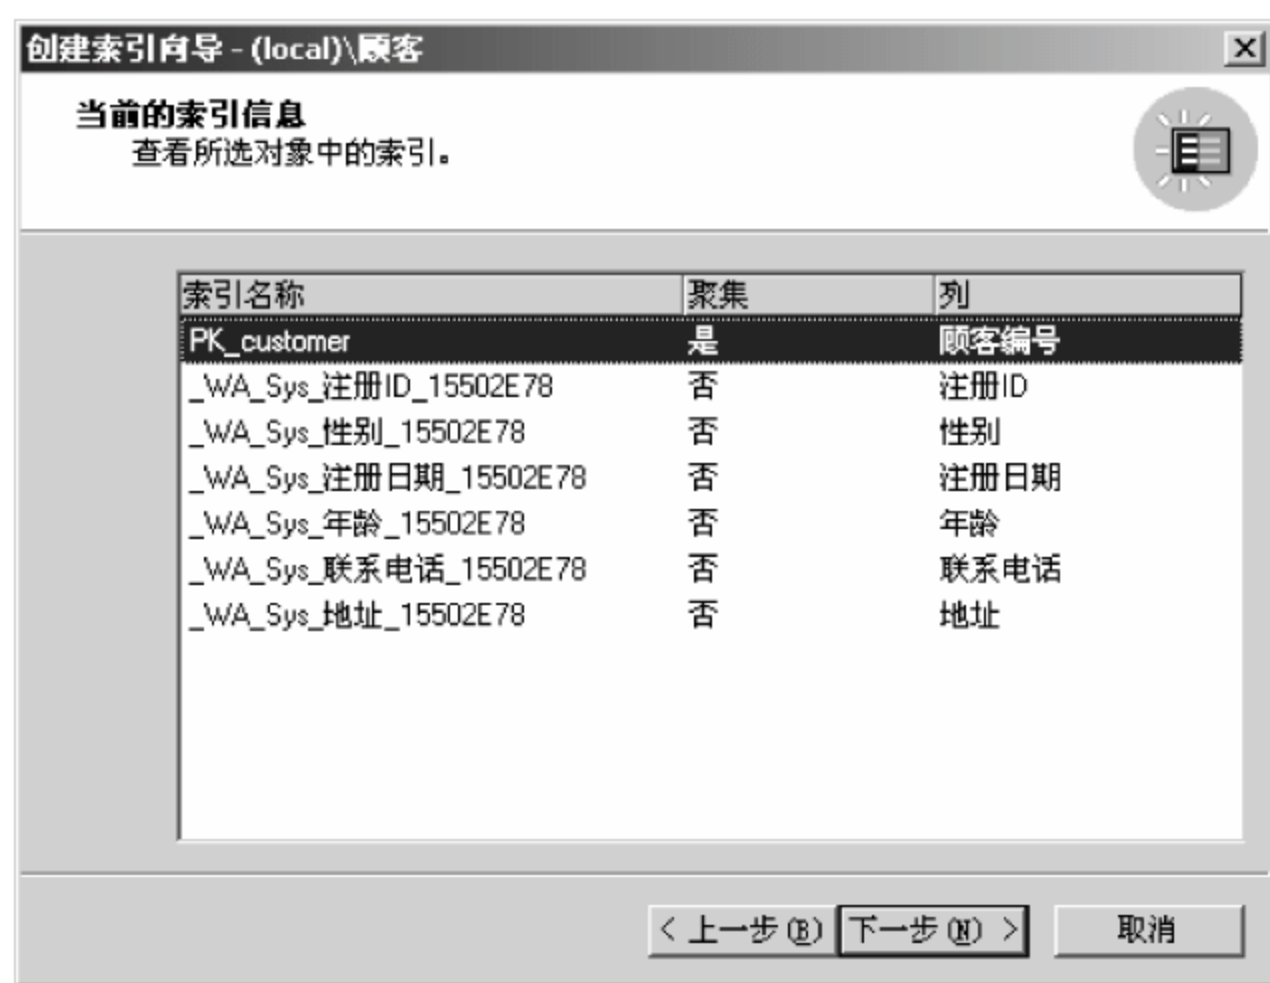 创建索引向导 - (local)\顾客
当前的索引信息
查看所选对象中的索引。
索引名称 聚集 列
PK_customer 是 顾客编号
_WA_Sys_注册ID_15502E78 否 注册ID
_WA_Sys_性别_15502E78 否 性别
_WA_Sys_注册日期_15502E78 否 注册日期
_WA_Sys_年龄_15502E78 否 年龄
_WA_Sys_联系电话_15502E78 否 联系电话
_WA_Sys_地址_15502E78 否 地址
< 上一步(B) 下一步(N) > 取消